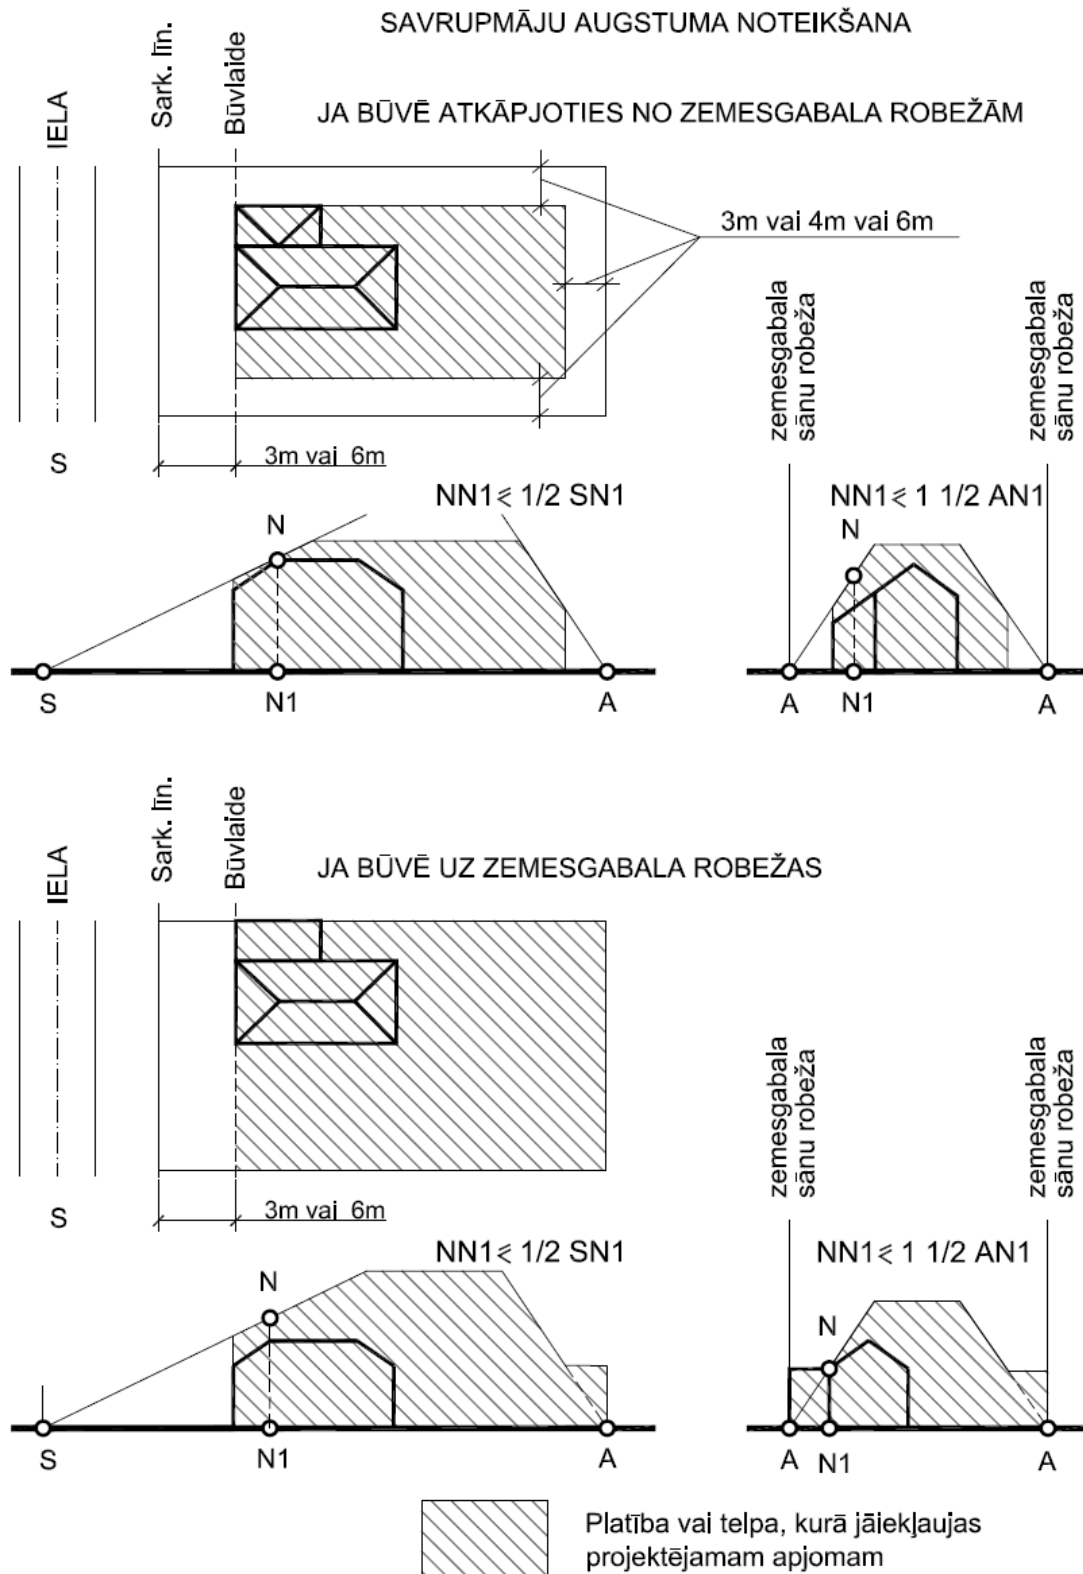 SAVRUPMĀJU AUGSTUMA NOTEIKŠANA
JA BŪVĒ ATKĀPJOTIES NO ZEMESGABALA ROBEŽĀM
IELA
Sark. līn.
Būvlaide
3m vai 4m vai 6m
S
3m vai 6m
zemesgabala
sānu robeža
zemesgabala
sānu robeža
NN1⩽ 1/2 SN1
NN1⩽ 1 1/2 AN1
N
N
S
N1
A
A
N1
A
JA BŪVĒ UZ ZEMESGABALA ROBEŽAS
IELA
Sark. līn.
Būvlaide
S
3m vai 6m
zemesgabala
sānu robeža
zemesgabala
sānu robeža
NN1⩽ 1/2 SN1
NN1⩽ 1 1/2 AN1
N
N
S
N1
A
A
N1
A
Platība vai telpa, kurā jāiekļaujas
projektējamam apjomam